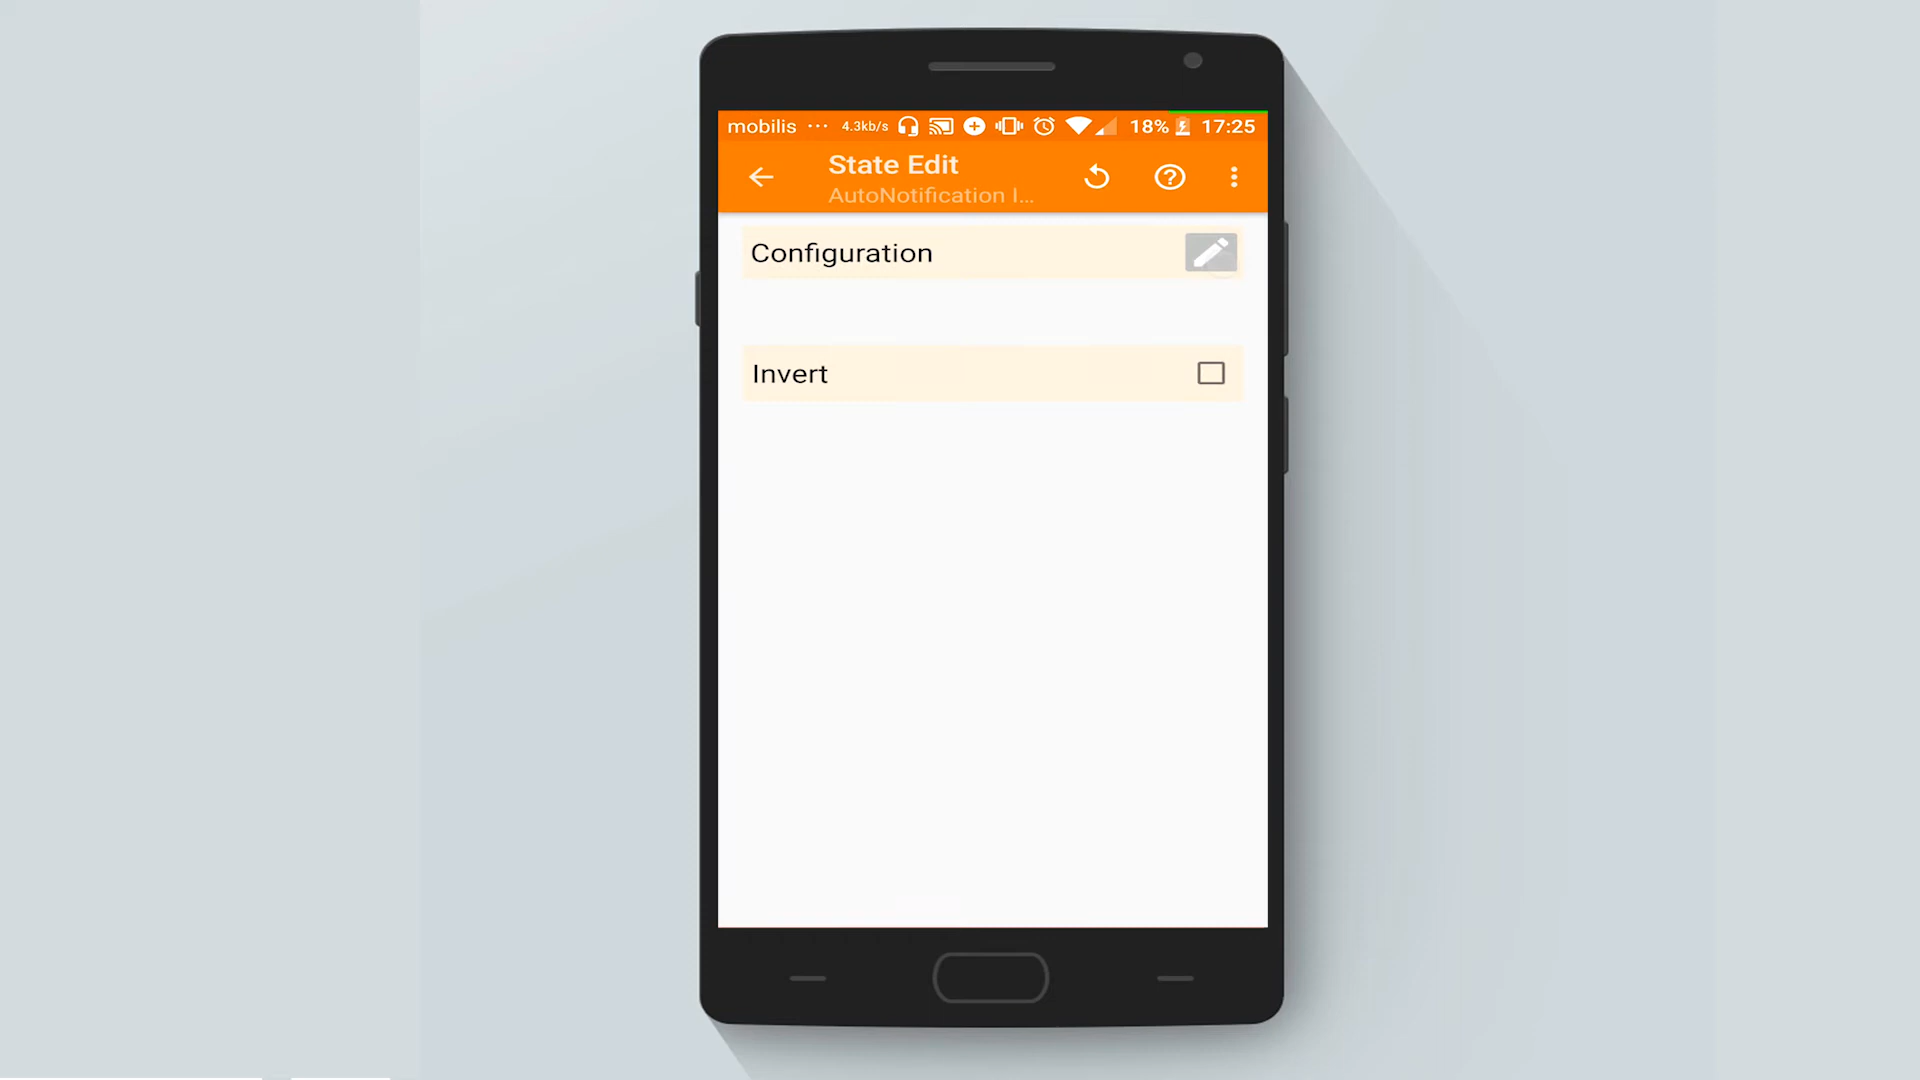 mobilis ··· 4.3kb/s 18% 17:25
State Edit
AutoNotification I...
Configuration
Invert